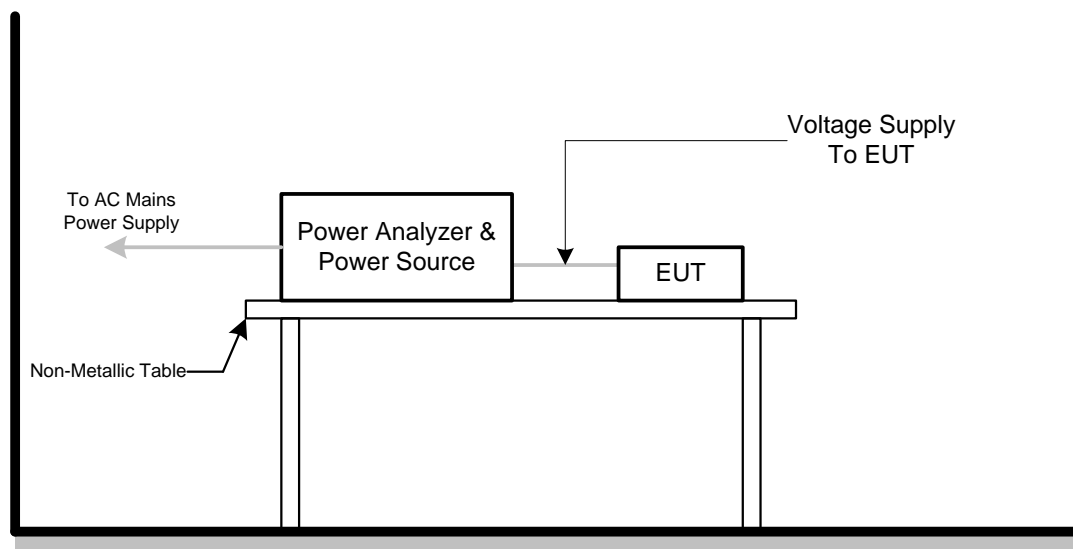 Voltage Supply
To EUT
To AC Mains
Power Supply
Power Analyzer &
Power Source
EUT
Non-Metallic Table